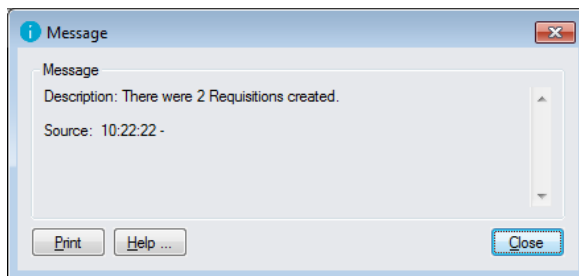 Message
Message
Description: There were 2 Requisitions created.
Source: 10:22:22 -
Print Help ... Close